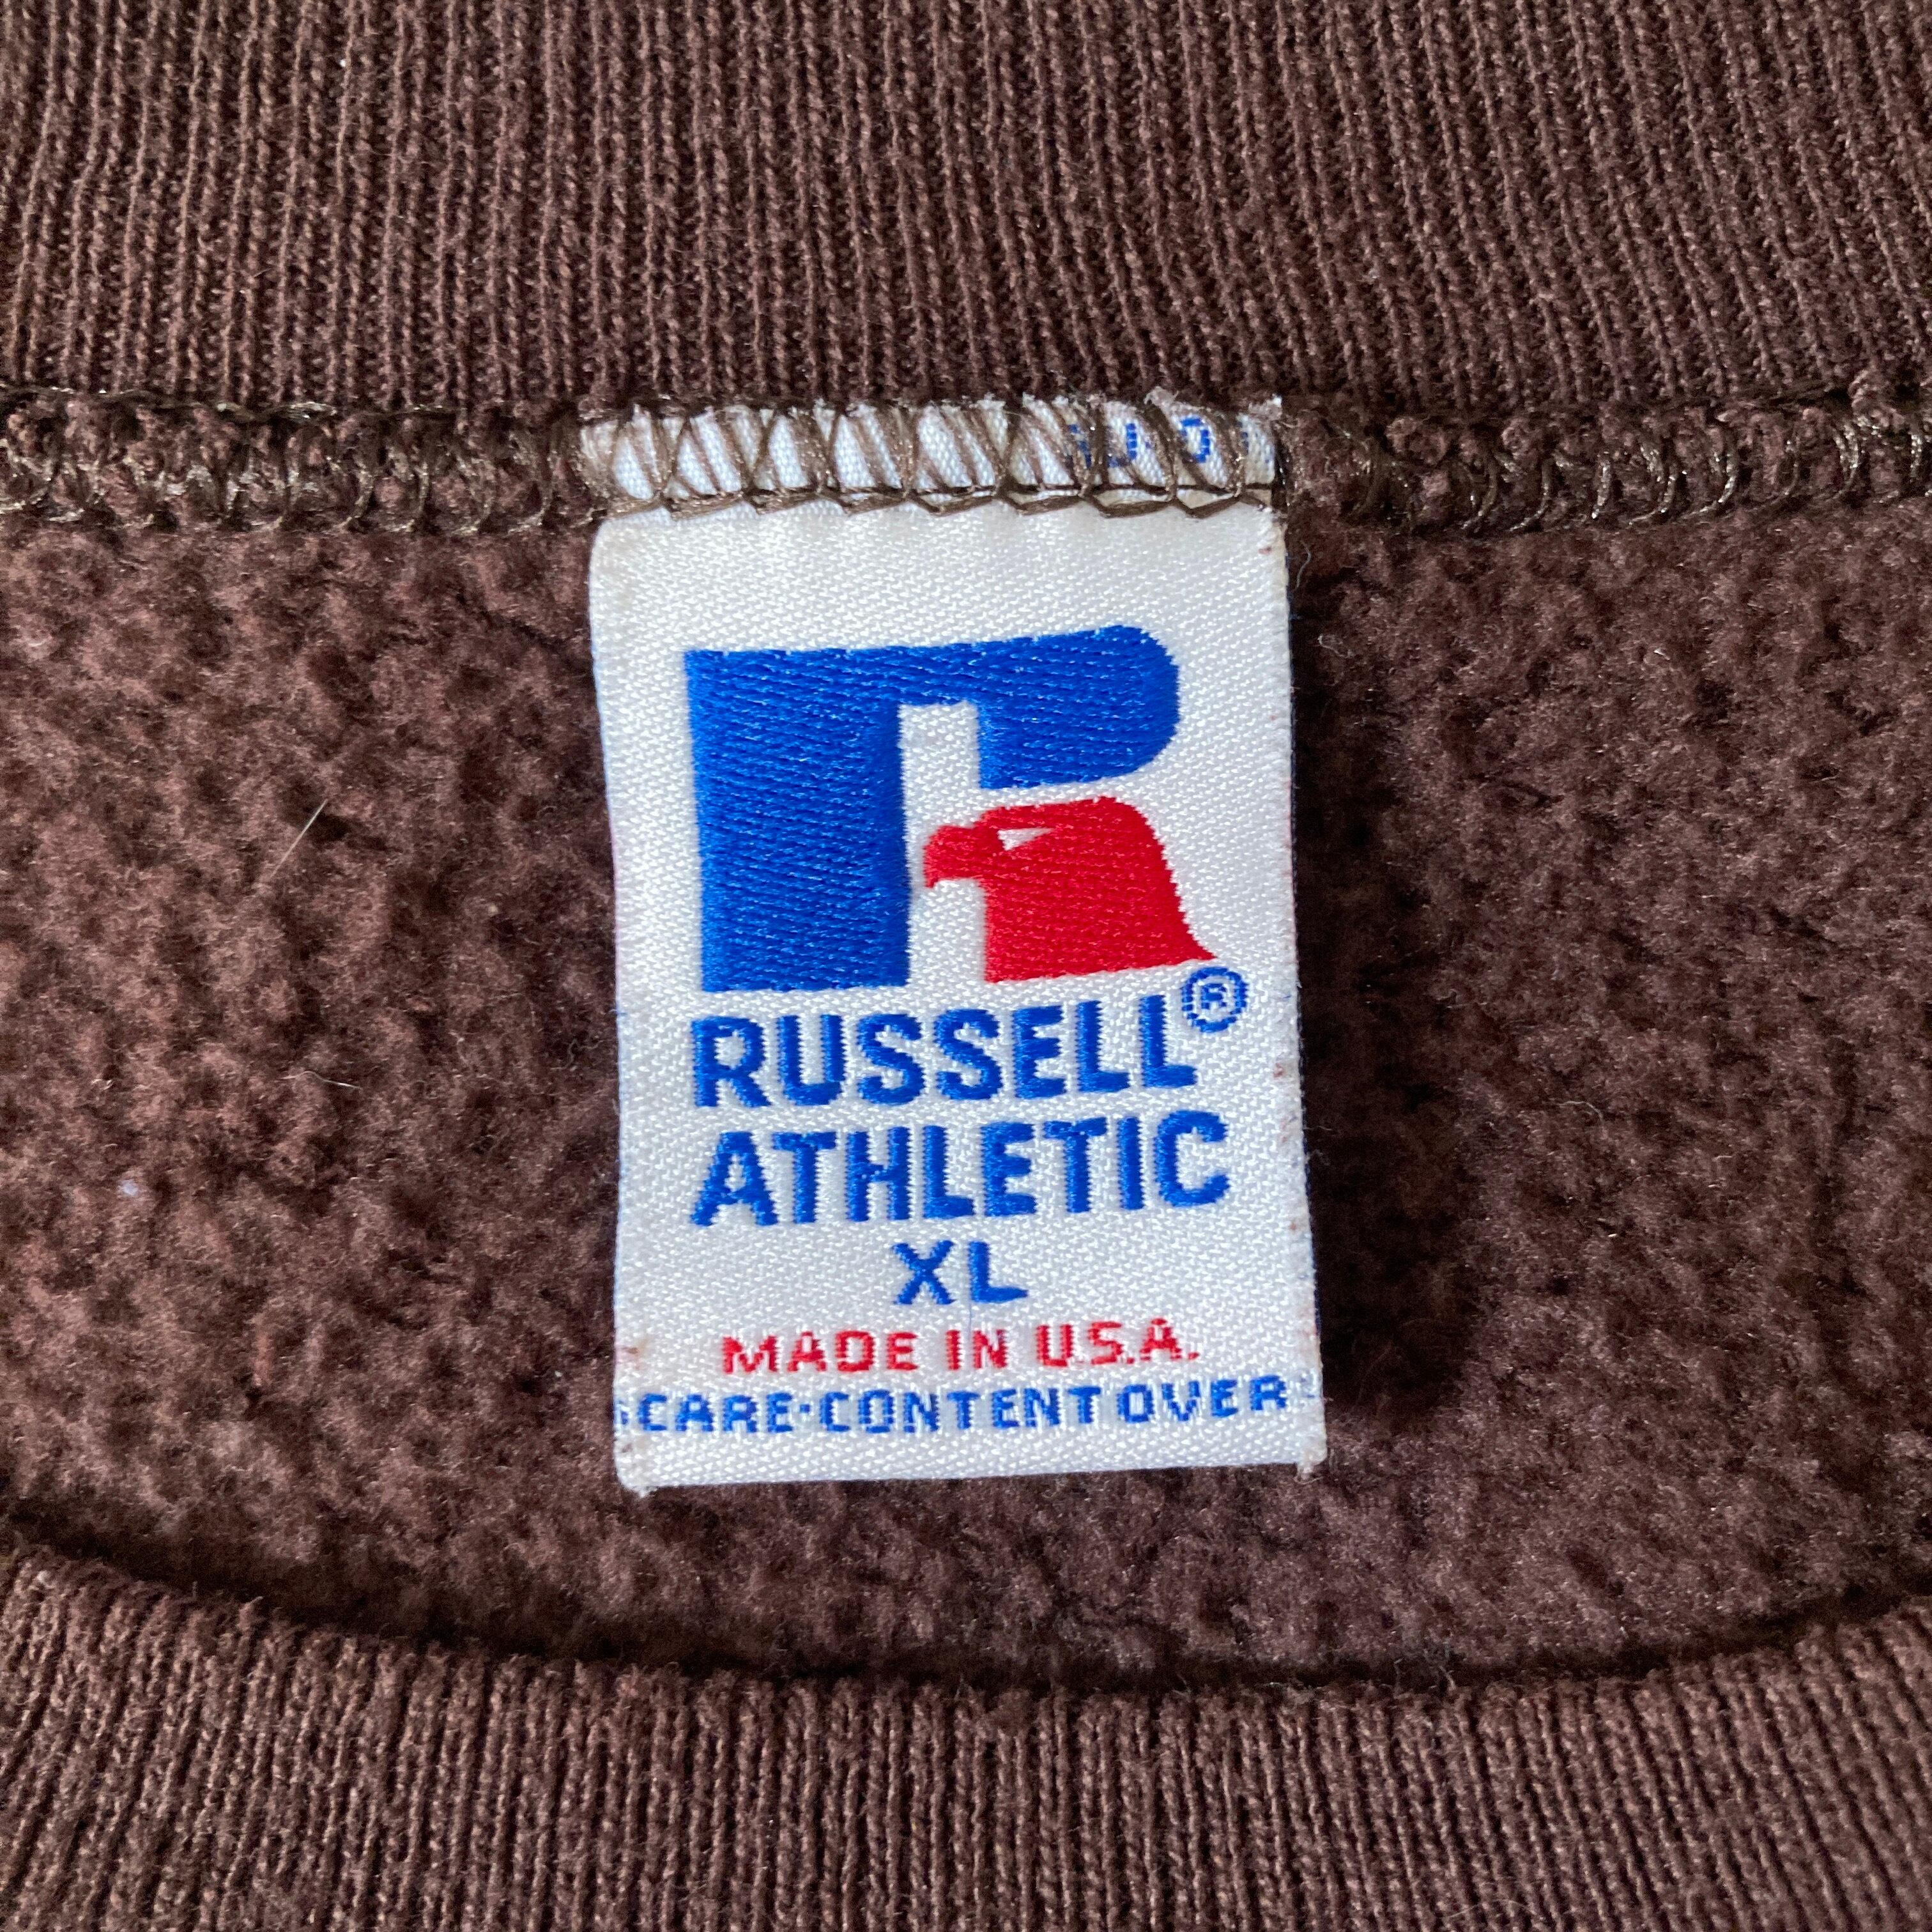 RUSSELL®
ATHLETIC
XL
MADE IN U.S.A.
CARE·CONTENT OVER